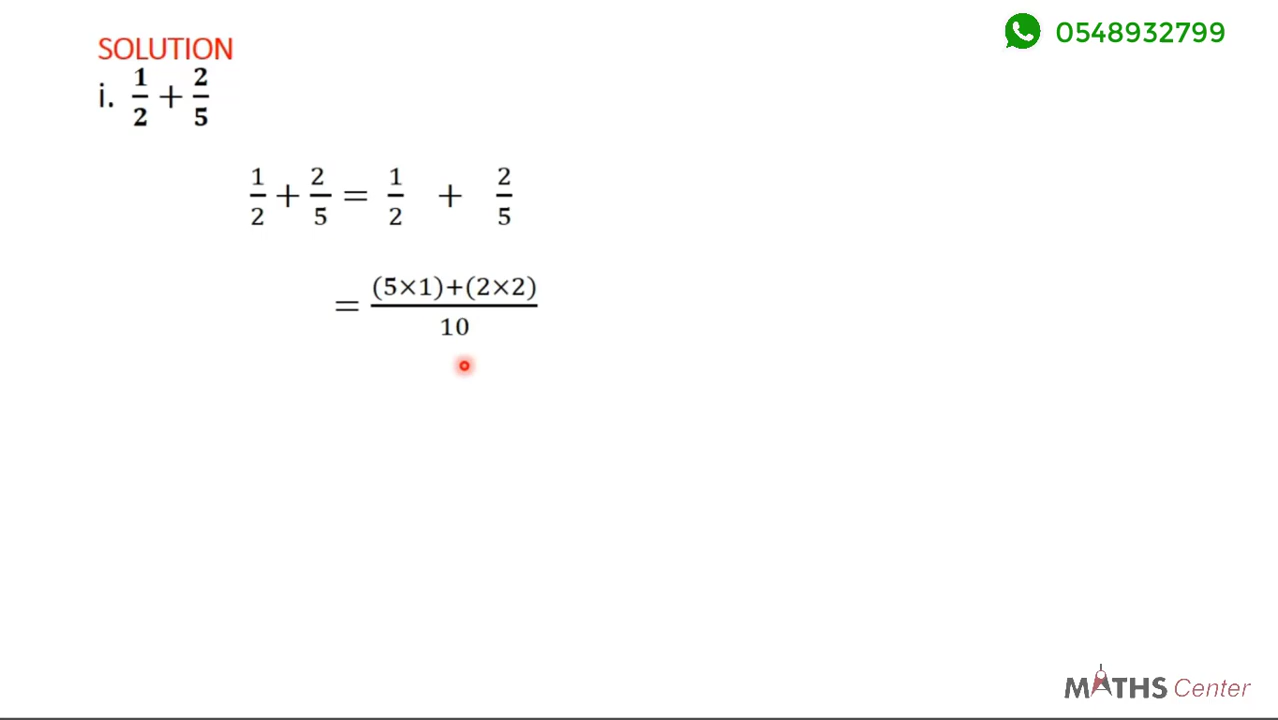 0548932799
SOLUTION
i. 1/2 + 2/5
1/2 + 2/5 = 1/2 + 2/5
= (5×1)+(2×2)/10
MATHS Center